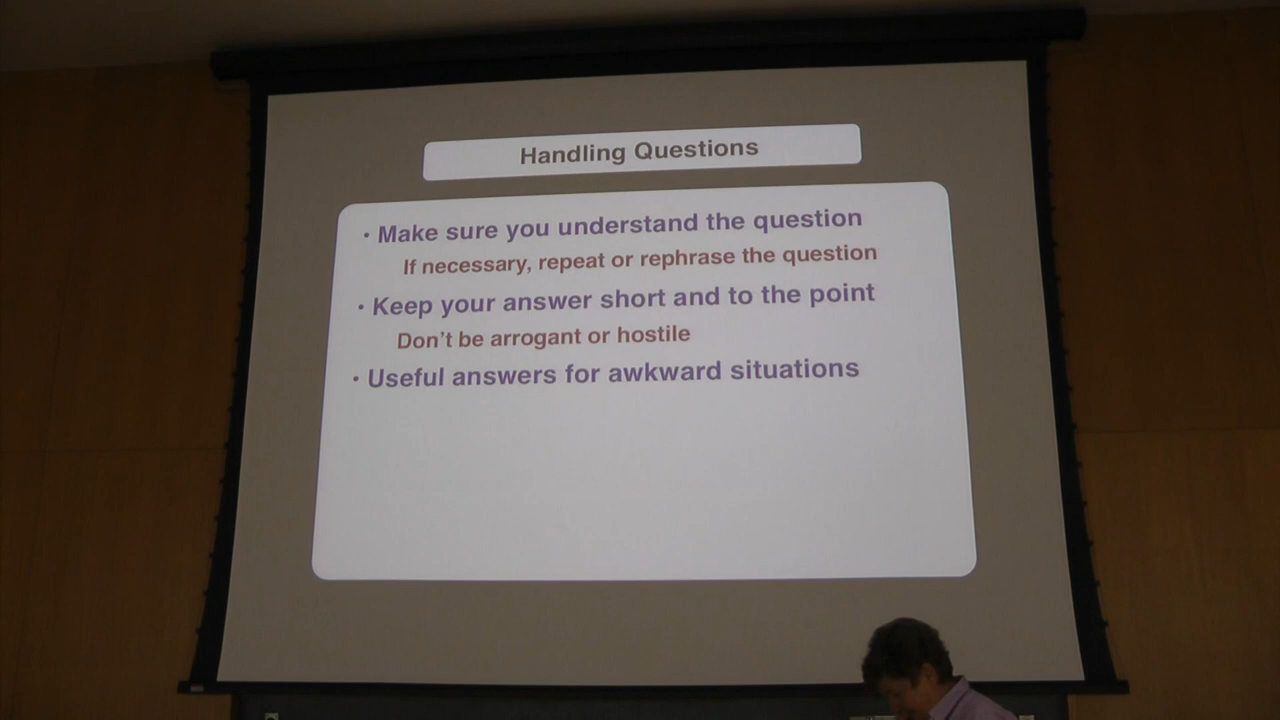 Handling Questions
• Make sure you understand the question
If necessary, repeat or rephrase the question
• Keep your answer short and to the point
Don't be arrogant or hostile
• Useful answers for awkward situations